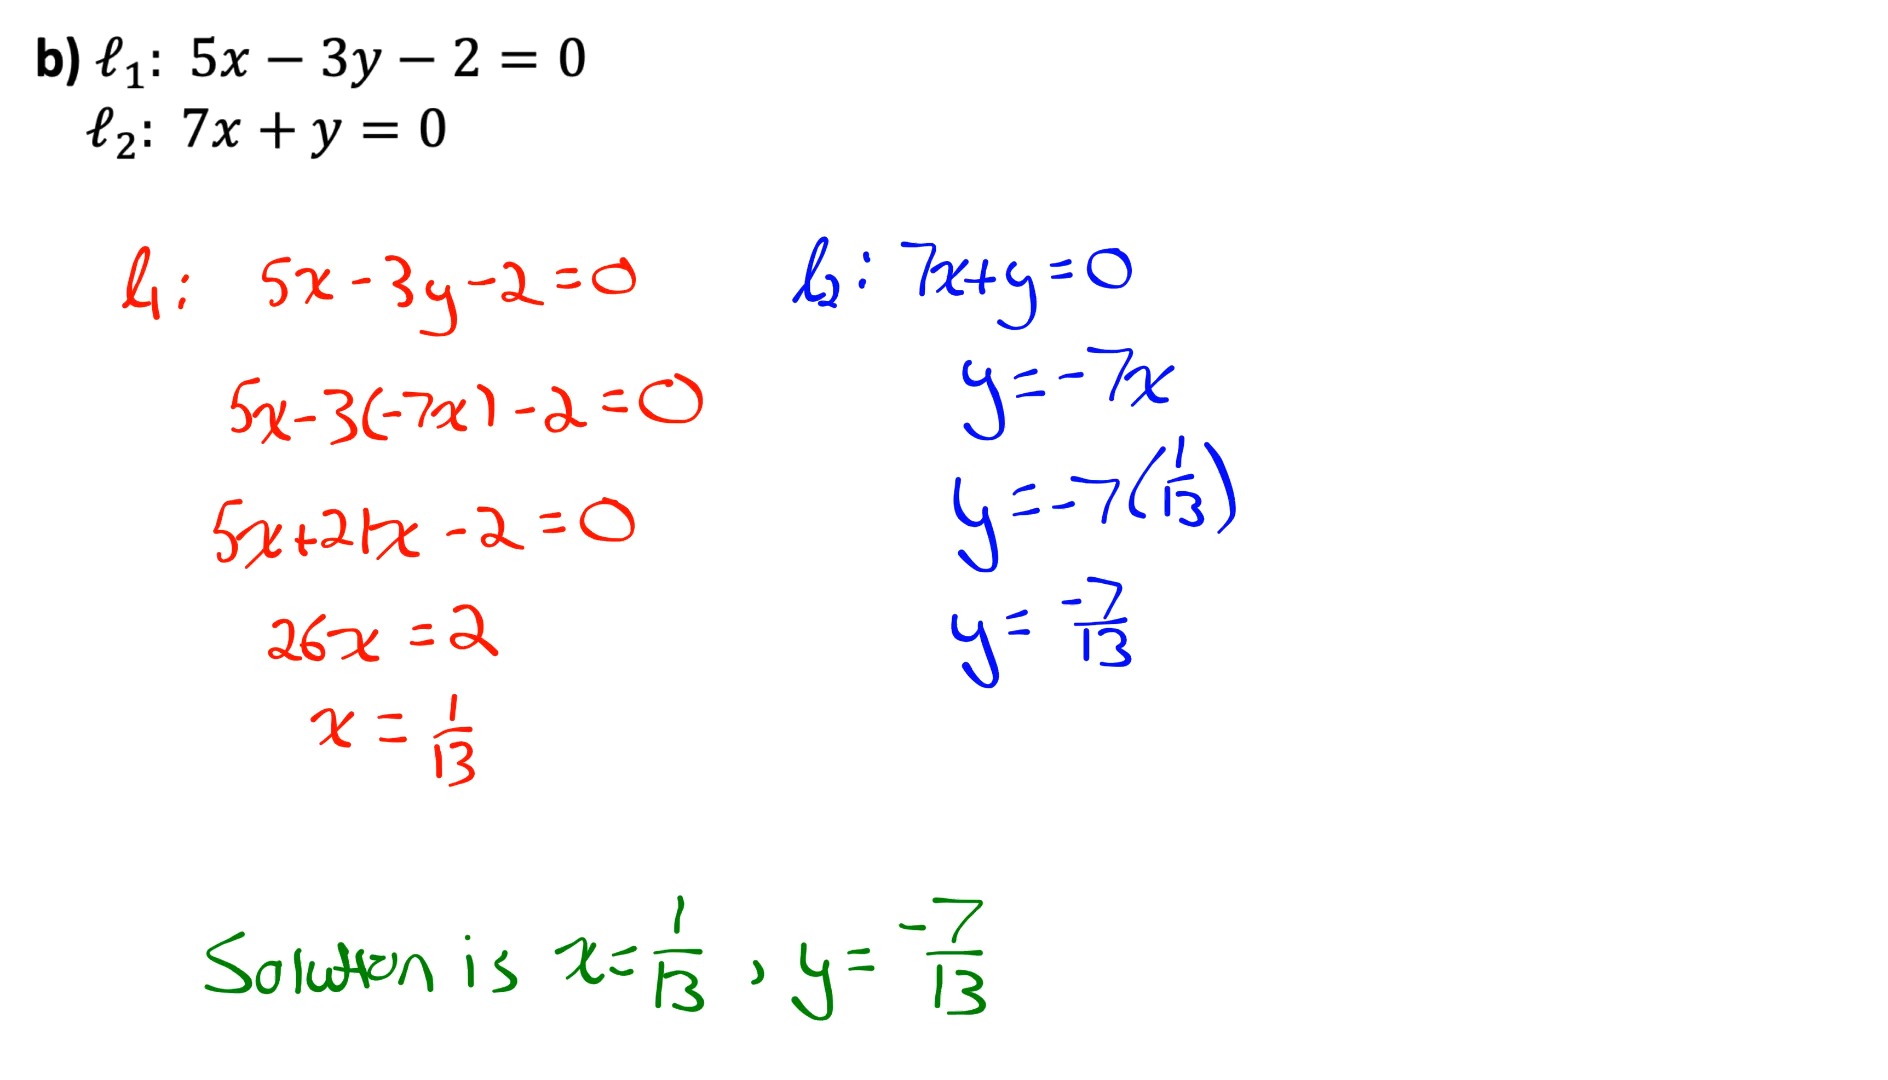 b) ℓ₁: 5x − 3y − 2 = 0
ℓ₂: 7x + y = 0
l₁: 5x - 3y - 2 = 0
5x - 3(-7x) - 2 = 0
5x + 21x - 2 = 0
26x = 2
x = 1/13
l₂: 7x + y = 0
y = -7x
y = -7(1/13)
y = -7/13
Solution is x = 1/13, y = -7/13